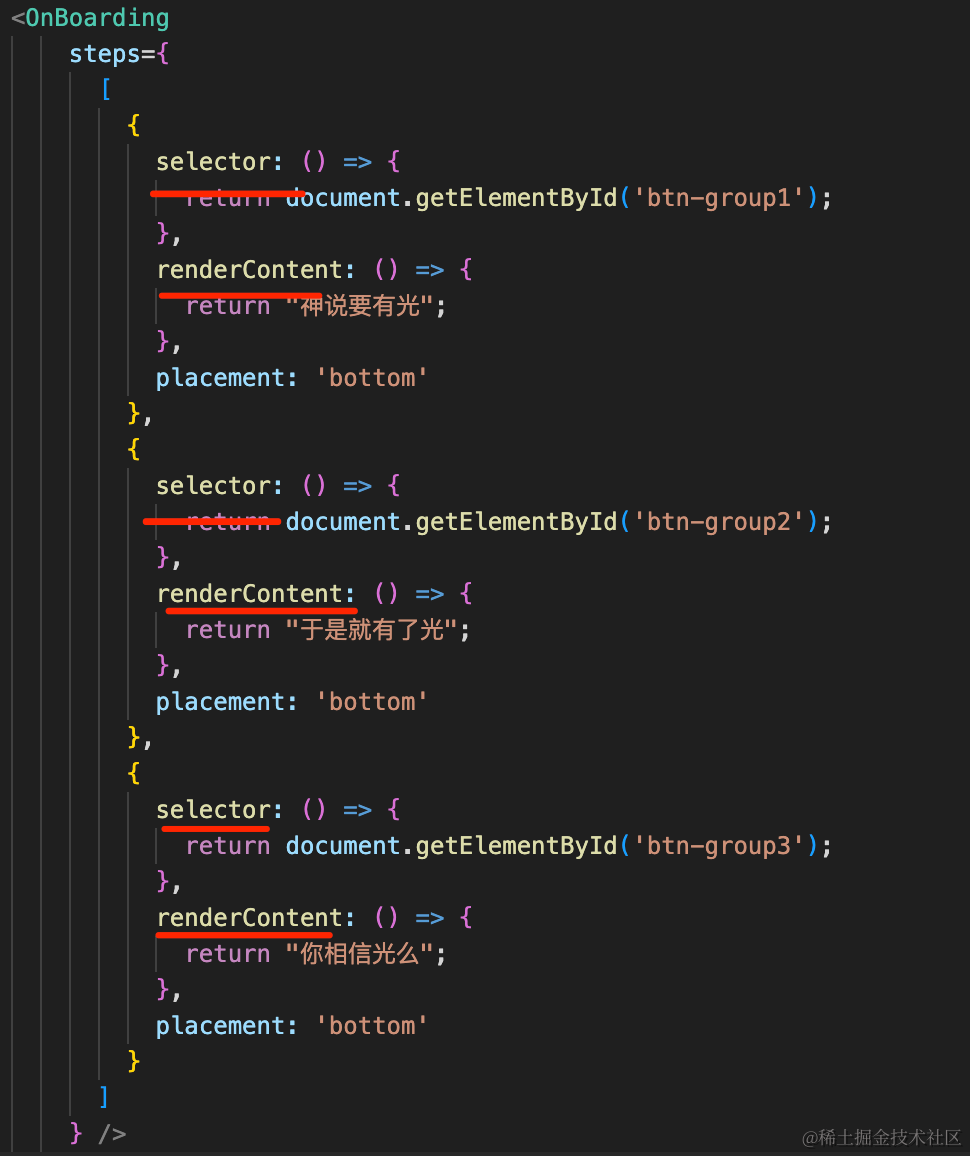 <OnBoarding
steps={
[
{
selector: () => {
return document.getElementById('btn-group1');
},
renderContent: () => {
return "神说要有光";
},
placement: 'bottom'
},
{
selector: () => {
return document.getElementById('btn-group2');
},
renderContent: () => {
return "于是就有了光";
},
placement: 'bottom'
},
{
selector: () => {
return document.getElementById('btn-group3');
},
renderContent: () => {
return "你相信光么";
},
placement: 'bottom'
}
]
} />
@稀土掘金技术社区